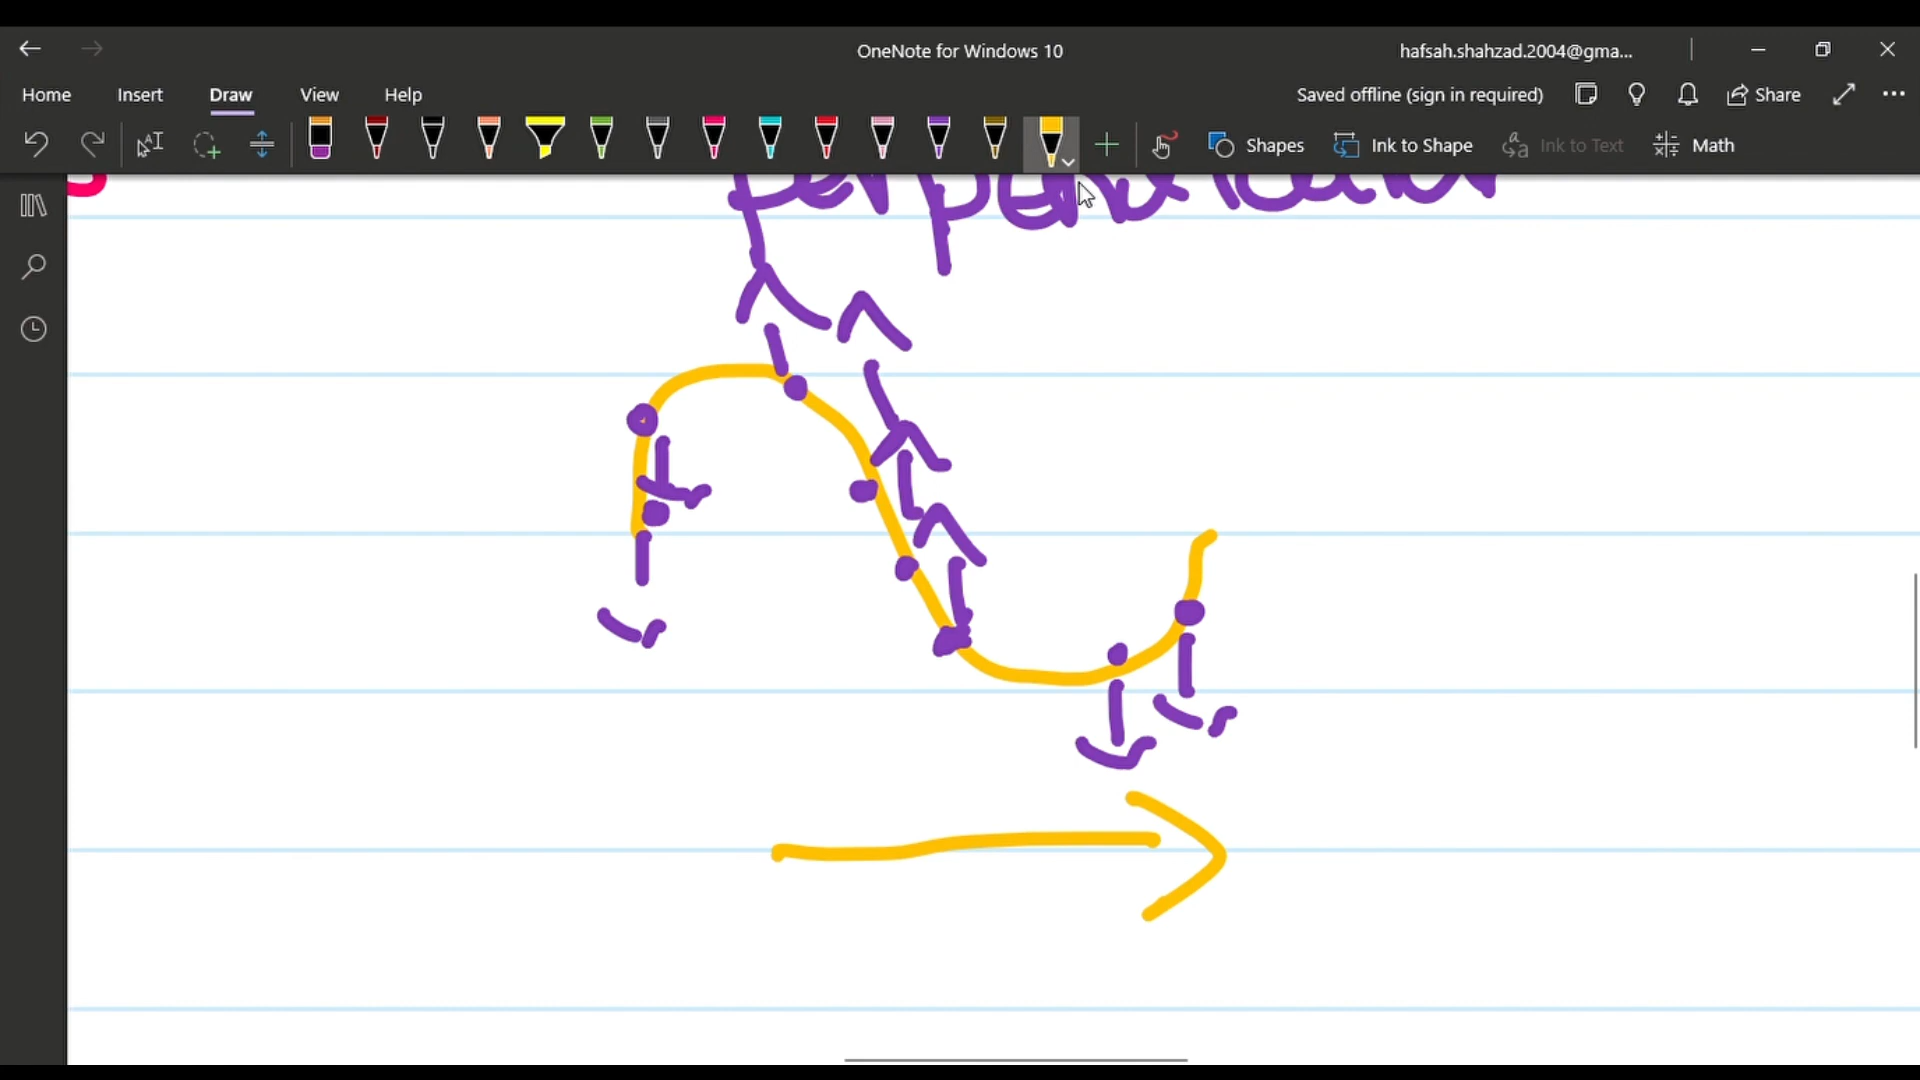 OneNote for Windows 10
hafsah.shahzad.2004@gma...
Home Insert Draw View Help
Saved offline (sign in required)
Share
Shapes
Ink to Shape
Ink to Text
Math
perpendicular